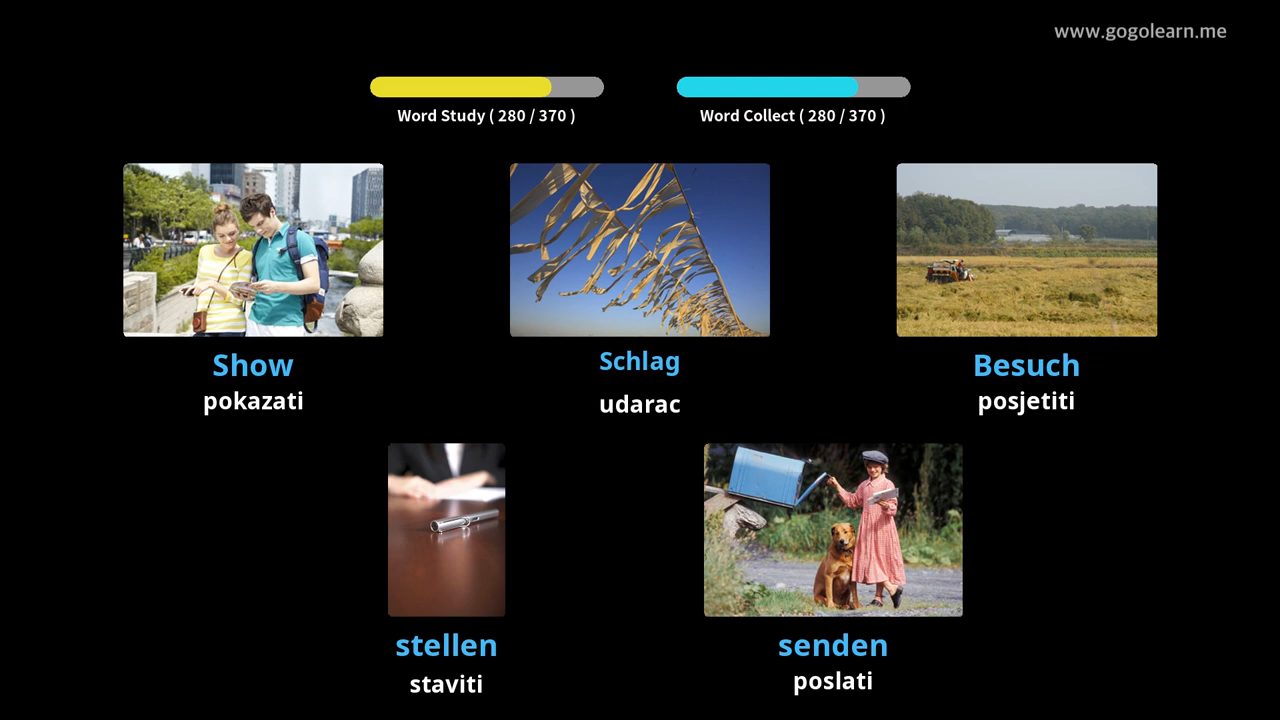 www.gogolearn.me
Word Study ( 280 / 370 )
Word Collect ( 280 / 370 )
Show
pokazati
Schlag
udarac
Besuch
posjetiti
stellen
staviti
senden
poslati